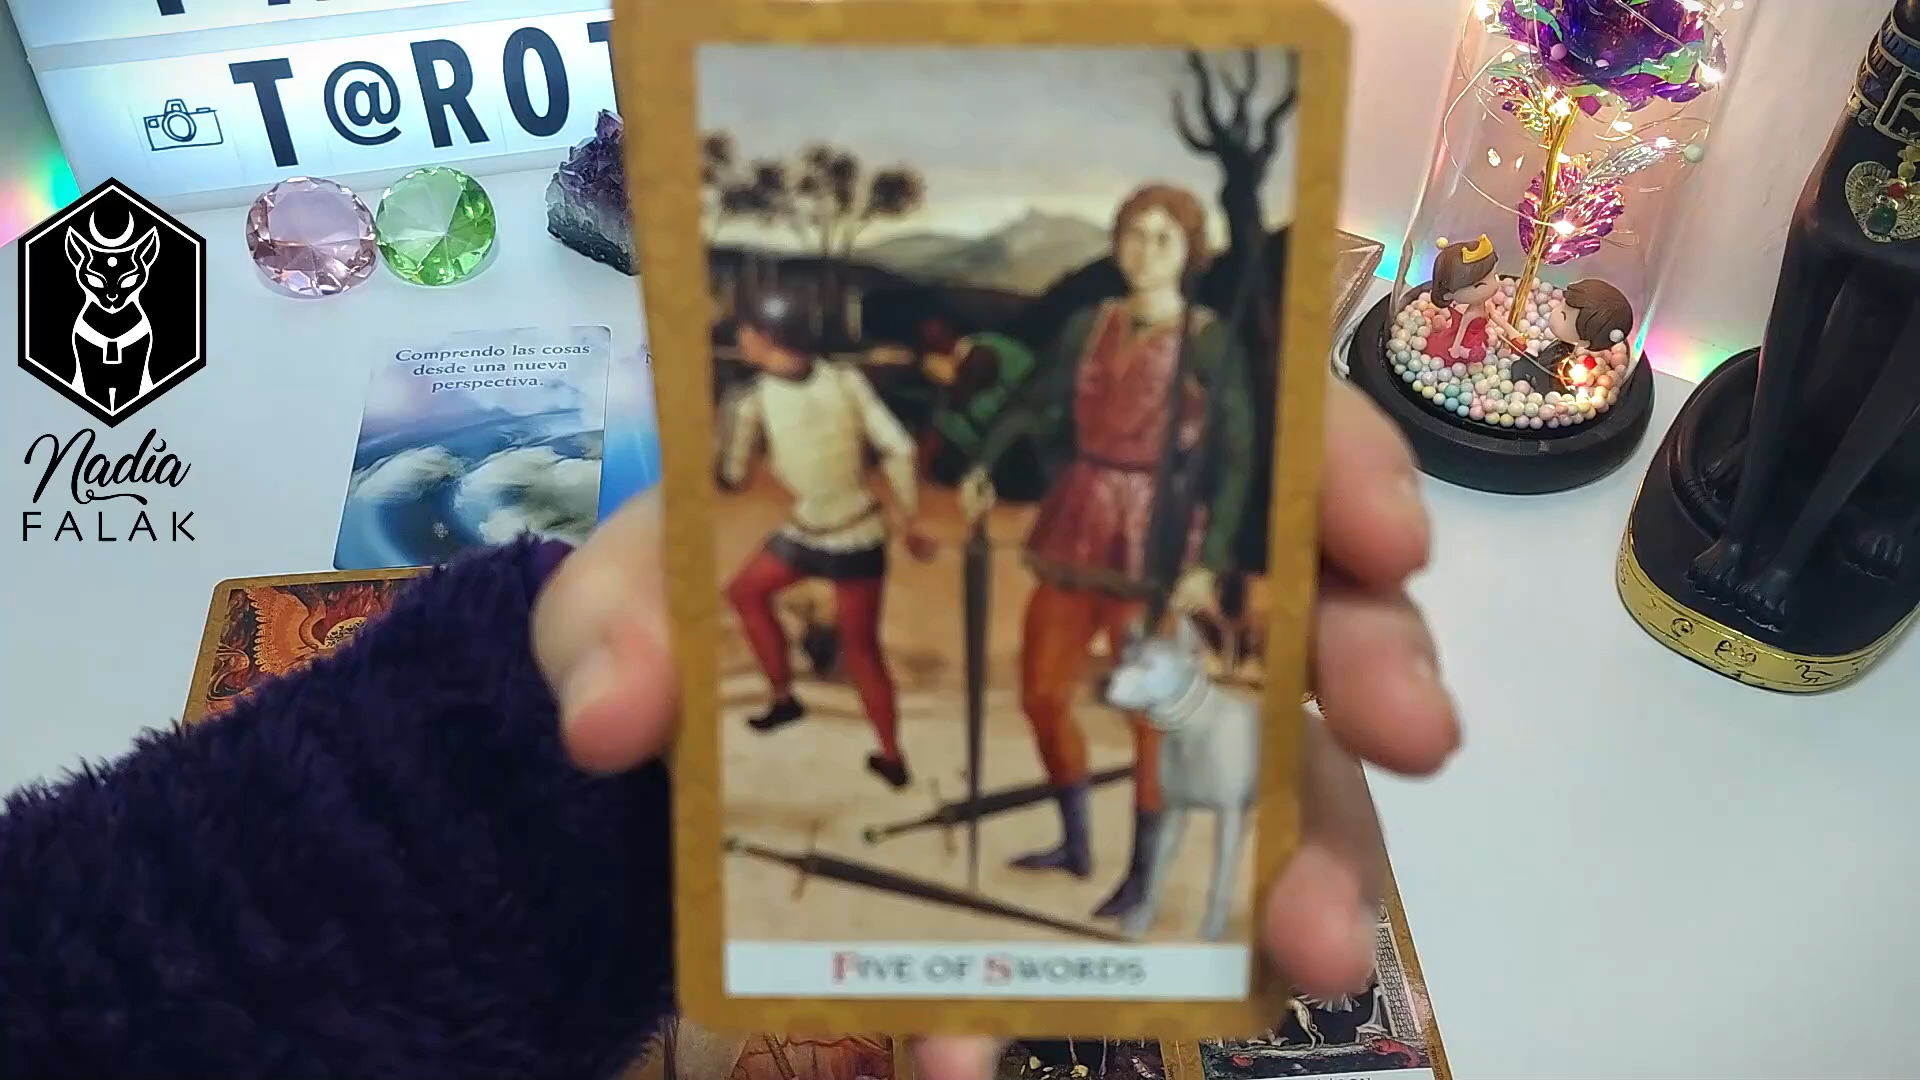 T@ROT
Nadia
FALAK
Comprendo las cosas
desde una nueva
perspectiva.
FIVE OF SWORDS